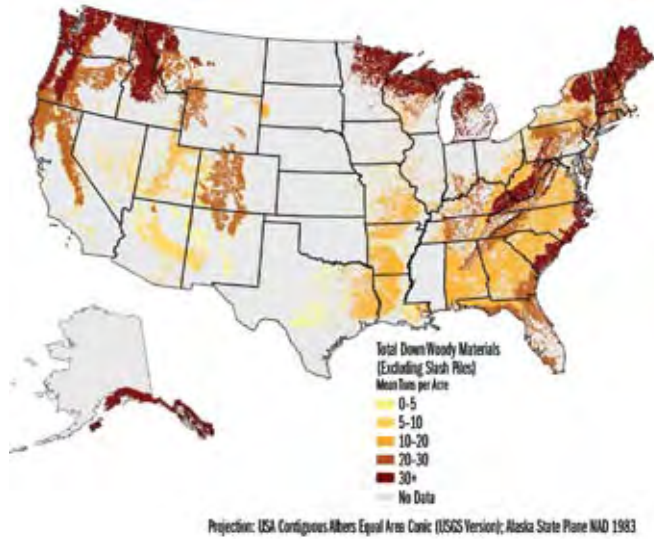 Total Down Woody Materials
(Excluding Slash Piles)
Mean Tons per Acre
0-5
5-10
10-20
20-30
30+
No Data
Projection: USA Contiguous Albers Equal Area Conic (USGS Version); Alaska State Plane NAD 1983